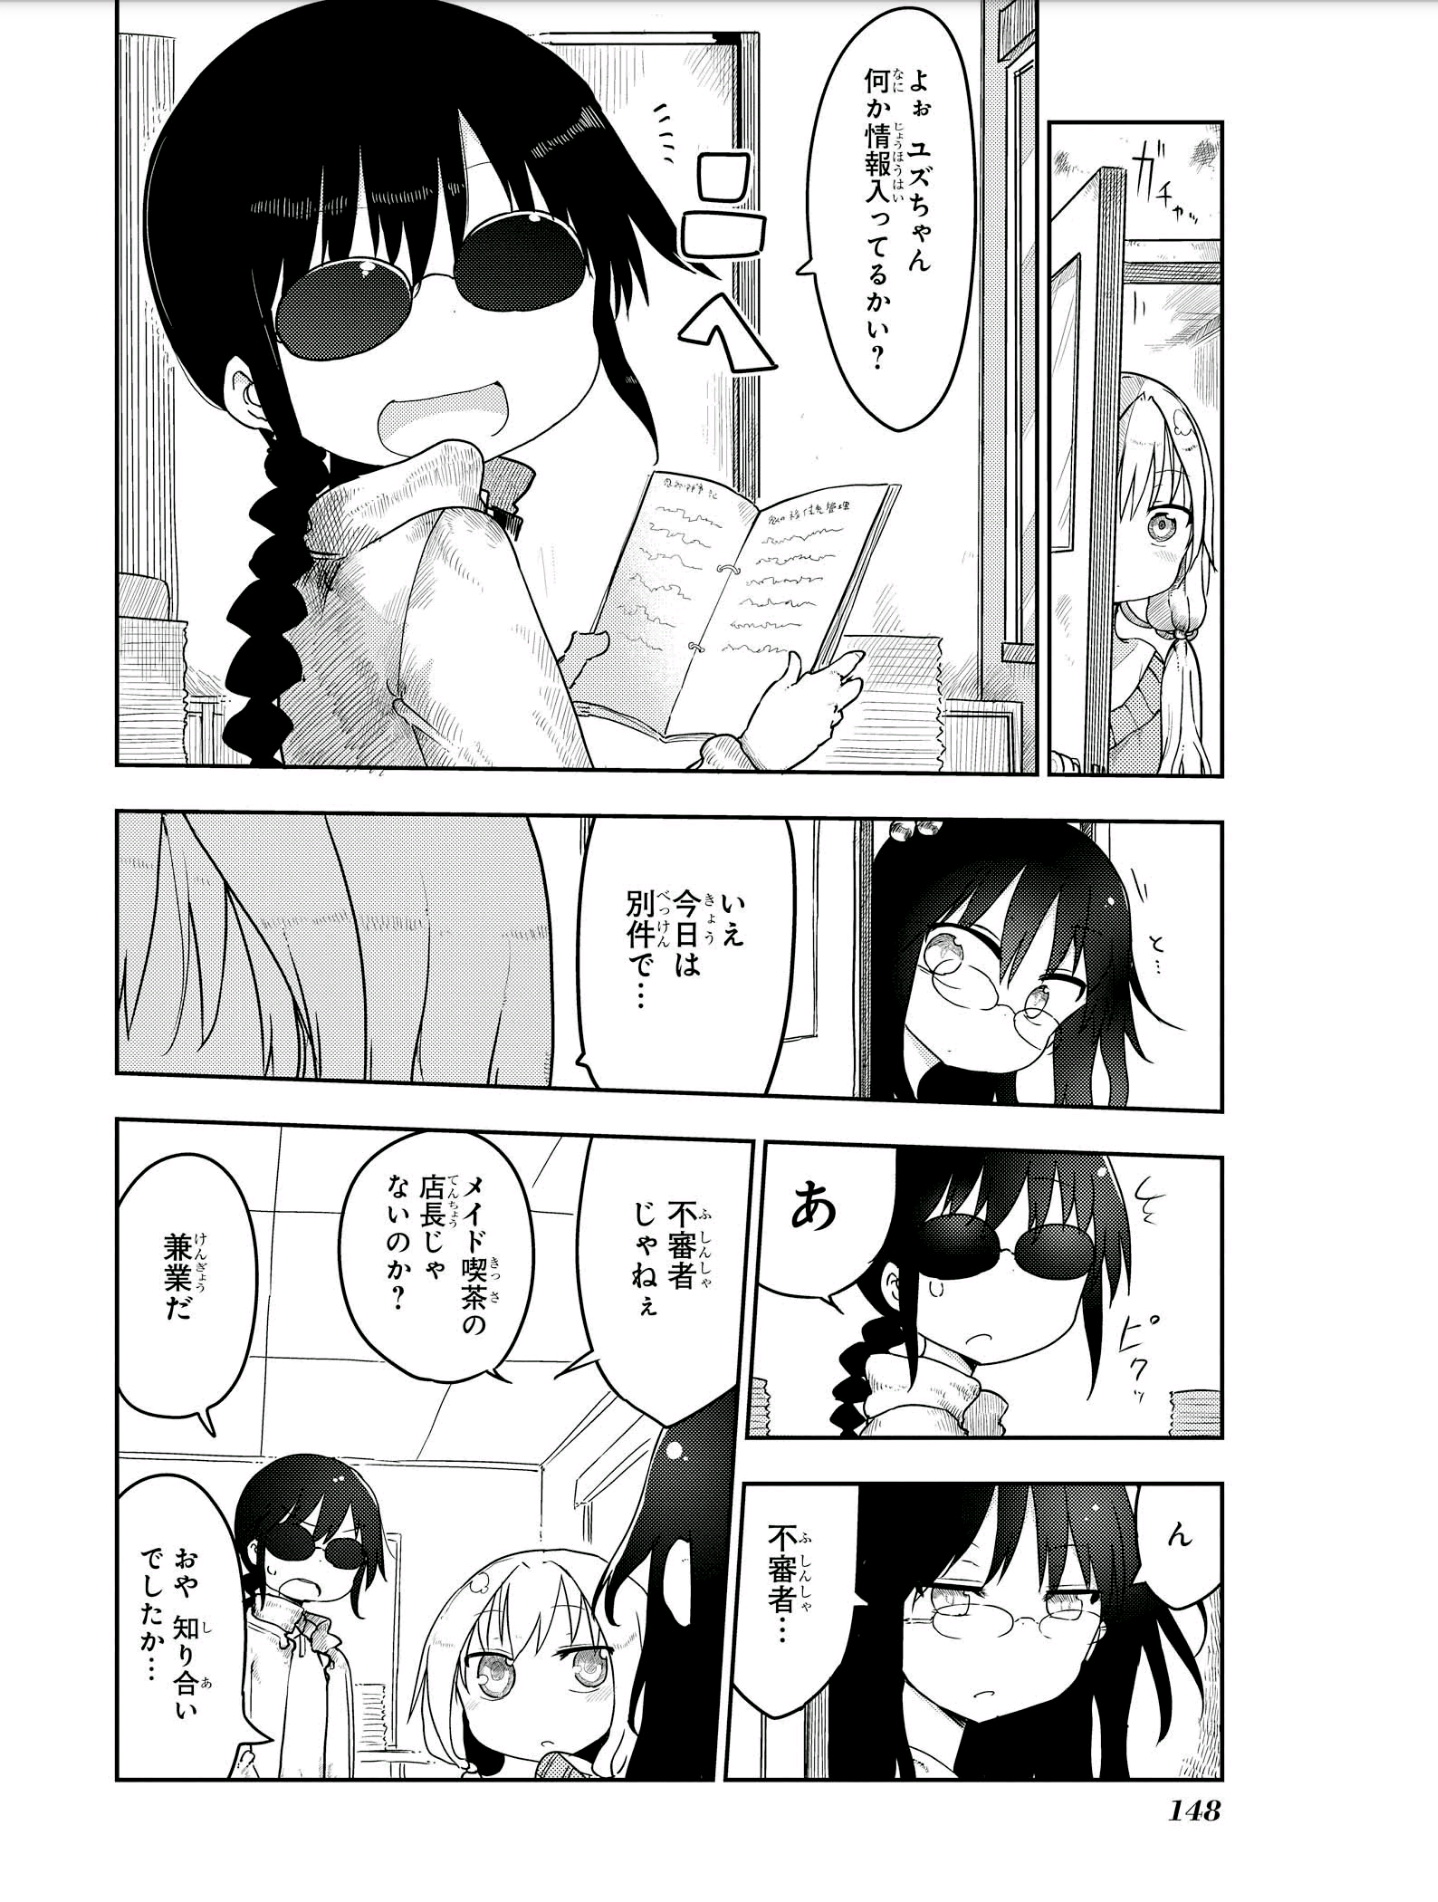 ガチャッ
よぉ ユズちゃん
何か情報入ってるかい?
いえ
今日は
別件で…
と…
あ
ピクッ
ん
不審者…
不審者
じゃねぇ
メイド喫茶の
店長じゃ
ないのか?
兼業だ
おや 知り合い
でしたか…
148